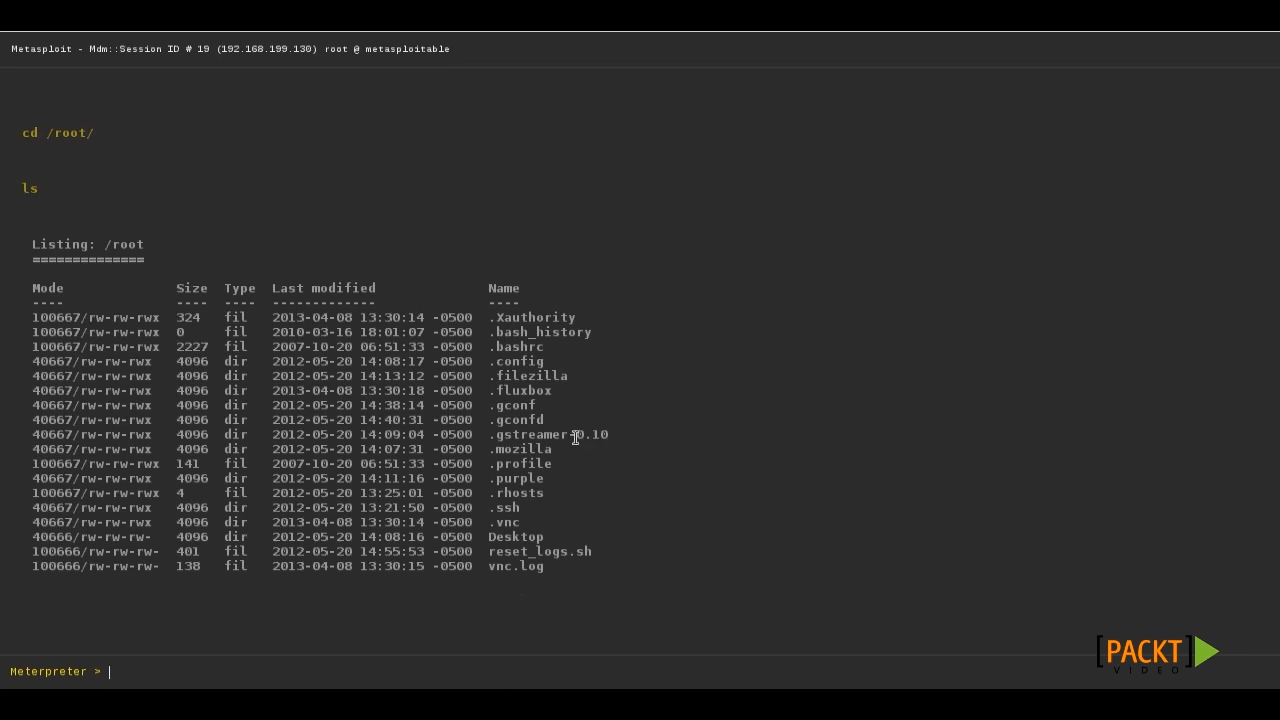 Metasploit - Mdm::Session ID # 19 (192.168.199.130) root @ metasploitable
cd /root/
ls
Listing: /root
==============
Mode Size Type Last modified Name
---- ---- ---- ------------- ----
100667/rw-rw-rwx 324 fil 2013-04-08 13:30:14 -0500 .Xauthority
100667/rw-rw-rwx 0 fil 2010-03-16 18:01:07 -0500 .bash_history
100667/rw-rw-rwx 2227 fil 2007-10-20 06:51:33 -0500 .bashrc
40667/rw-rw-rwx 4096 dir 2012-05-20 14:08:17 -0500 .config
40667/rw-rw-rwx 4096 dir 2012-05-20 14:13:12 -0500 .filezilla
40667/rw-rw-rwx 4096 dir 2013-04-08 13:30:18 -0500 .fluxbox
40667/rw-rw-rwx 4096 dir 2012-05-20 14:38:14 -0500 .gconf
40667/rw-rw-rwx 4096 dir 2012-05-20 14:40:31 -0500 .gconfd
40667/rw-rw-rwx 4096 dir 2012-05-20 14:09:04 -0500 .gstreamer-0.10
40667/rw-rw-rwx 4096 dir 2012-05-20 14:07:31 -0500 .mozilla
100667/rw-rw-rwx 141 fil 2007-10-20 06:51:33 -0500 .profile
40667/rw-rw-rwx 4096 dir 2012-05-20 14:11:16 -0500 .purple
100667/rw-rw-rwx 4 fil 2012-05-20 13:25:01 -0500 .rhosts
40667/rw-rw-rwx 4096 dir 2012-05-20 13:21:50 -0500 .ssh
40667/rw-rw-rwx 4096 dir 2013-04-08 13:30:14 -0500 .vnc
40666/rw-rw-rw- 4096 dir 2012-05-20 14:08:16 -0500 Desktop
100666/rw-rw-rw- 401 fil 2012-05-20 14:55:53 -0500 reset_logs.sh
100666/rw-rw-rw- 138 fil 2013-04-08 13:30:15 -0500 vnc.log
[PACKT]
VIDEO
Meterpreter >